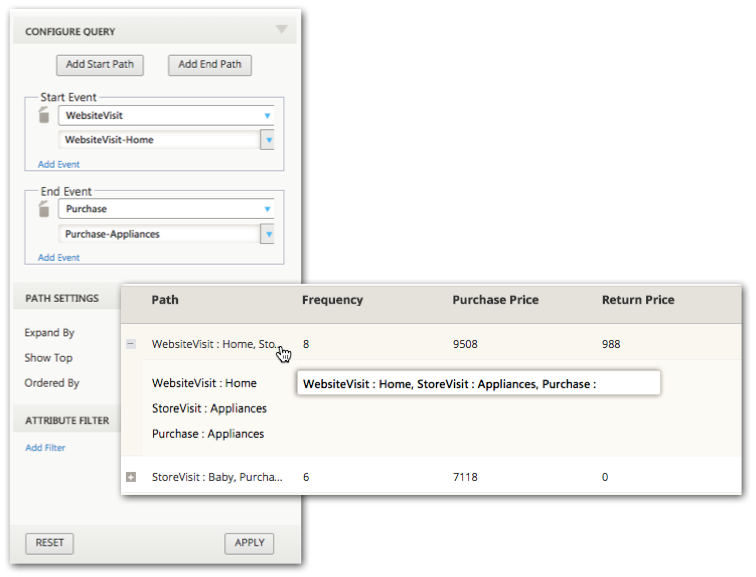 CONFIGURE QUERY
Add Start Path Add End Path
Start Event
WebsiteVisit
WebsiteVisit-Home
Add Event
End Event
Purchase
Purchase-Appliances
Add Event
PATH SETTINGS
Expand By
Show Top
Ordered By
ATTRIBUTE FILTER
Add Filter
RESET APPLY
Path Frequency Purchase Price Return Price
WebsiteVisit : Home, Sto... 8 9508 988
WebsiteVisit : Home
WebsiteVisit : Home, StoreVisit : Appliances, Purchase :
StoreVisit : Appliances
Purchase : Appliances
StoreVisit : Baby, Purcha... 6 7118 0